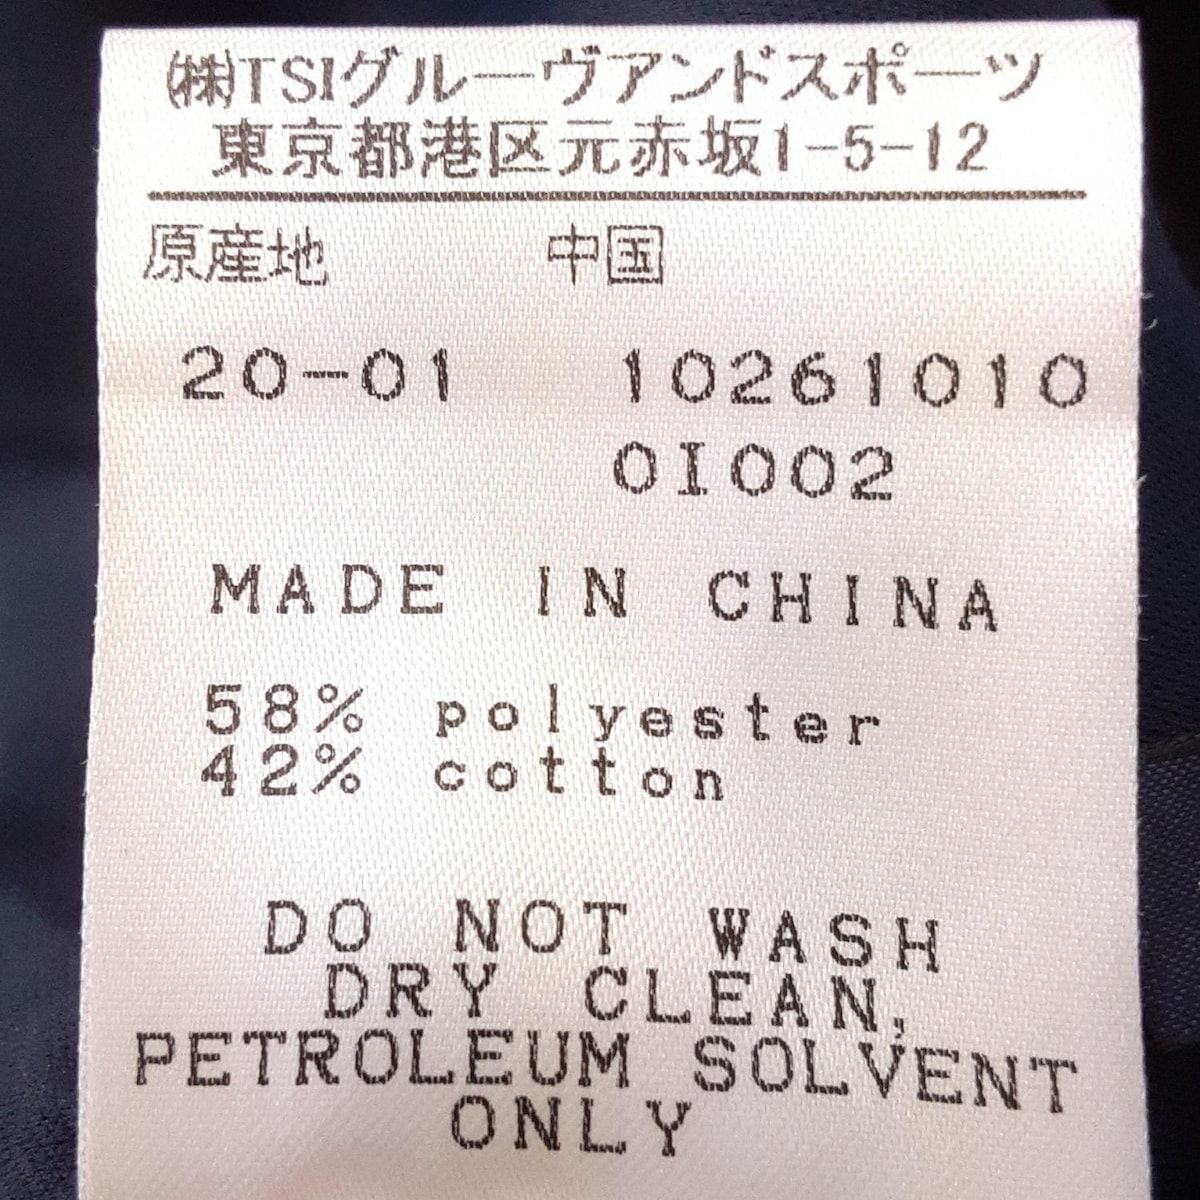 ㈱TSIグルーヴアンドスポーツ
東京都港区元赤坂1-5-12
原産地 中国
20-01 10261010
0I002
MADE IN CHINA
58% polyester
42% cotton
DO NOT WASH
DRY CLEAN,
PETROLEUM SOLVENT
ONLY